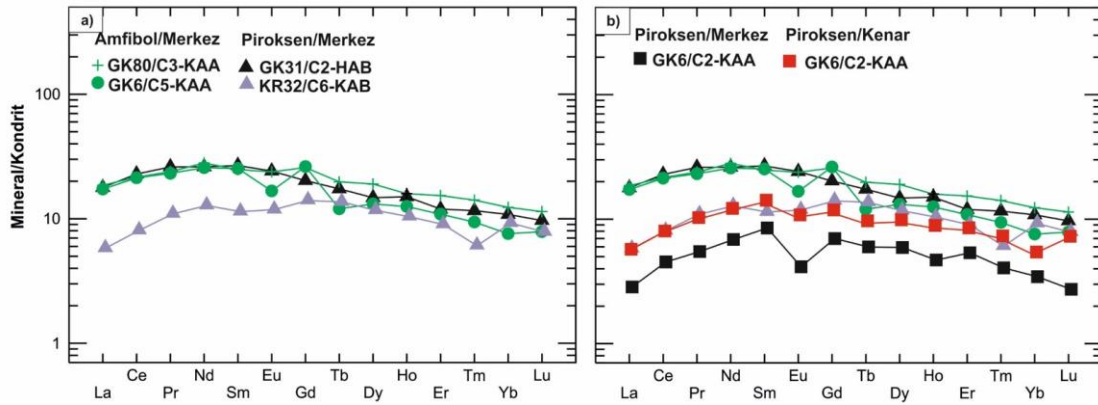 a)
Amfibol/Merkez Piroksen/Merkez
GK80/C3-KAA GK31/C2-HAB
GK6/C5-KAA KR32/C6-KAB
b)
Piroksen/Merkez Piroksen/Kenar
GK6/C2-KAA GK6/C2-KAA
Mineral/Kondrit
100
10
1
Ce Nd Eu Tb Ho Tm Lu
La Pr Sm Gd Dy Er Yb
Ce Nd Eu Tb Ho Tm Lu
La Pr Sm Gd Dy Er Yb